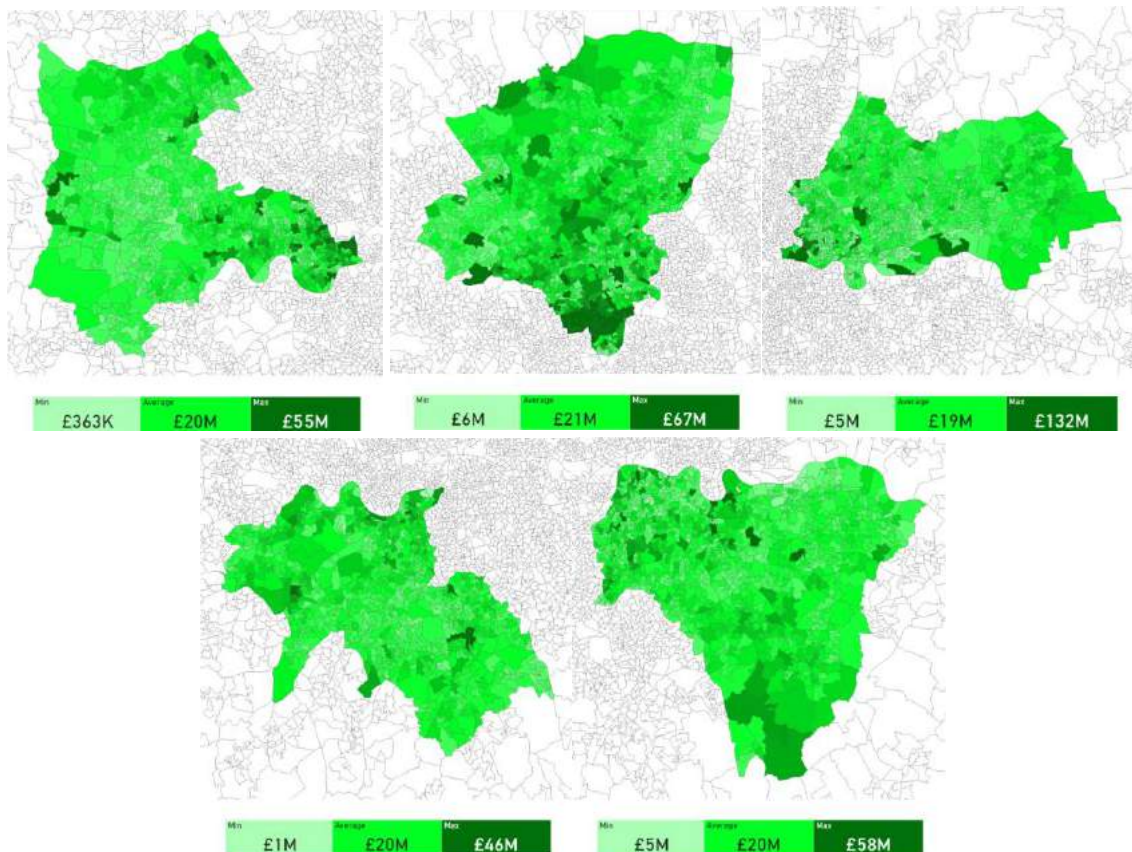 Min Average Max
£363K £20M £55M
Min Average Max
£6M £21M £67M
Min Average Max
£5M £19M £132M
Min Average Max
£1M £20M £46M
Min Average Max
£5M £20M £58M